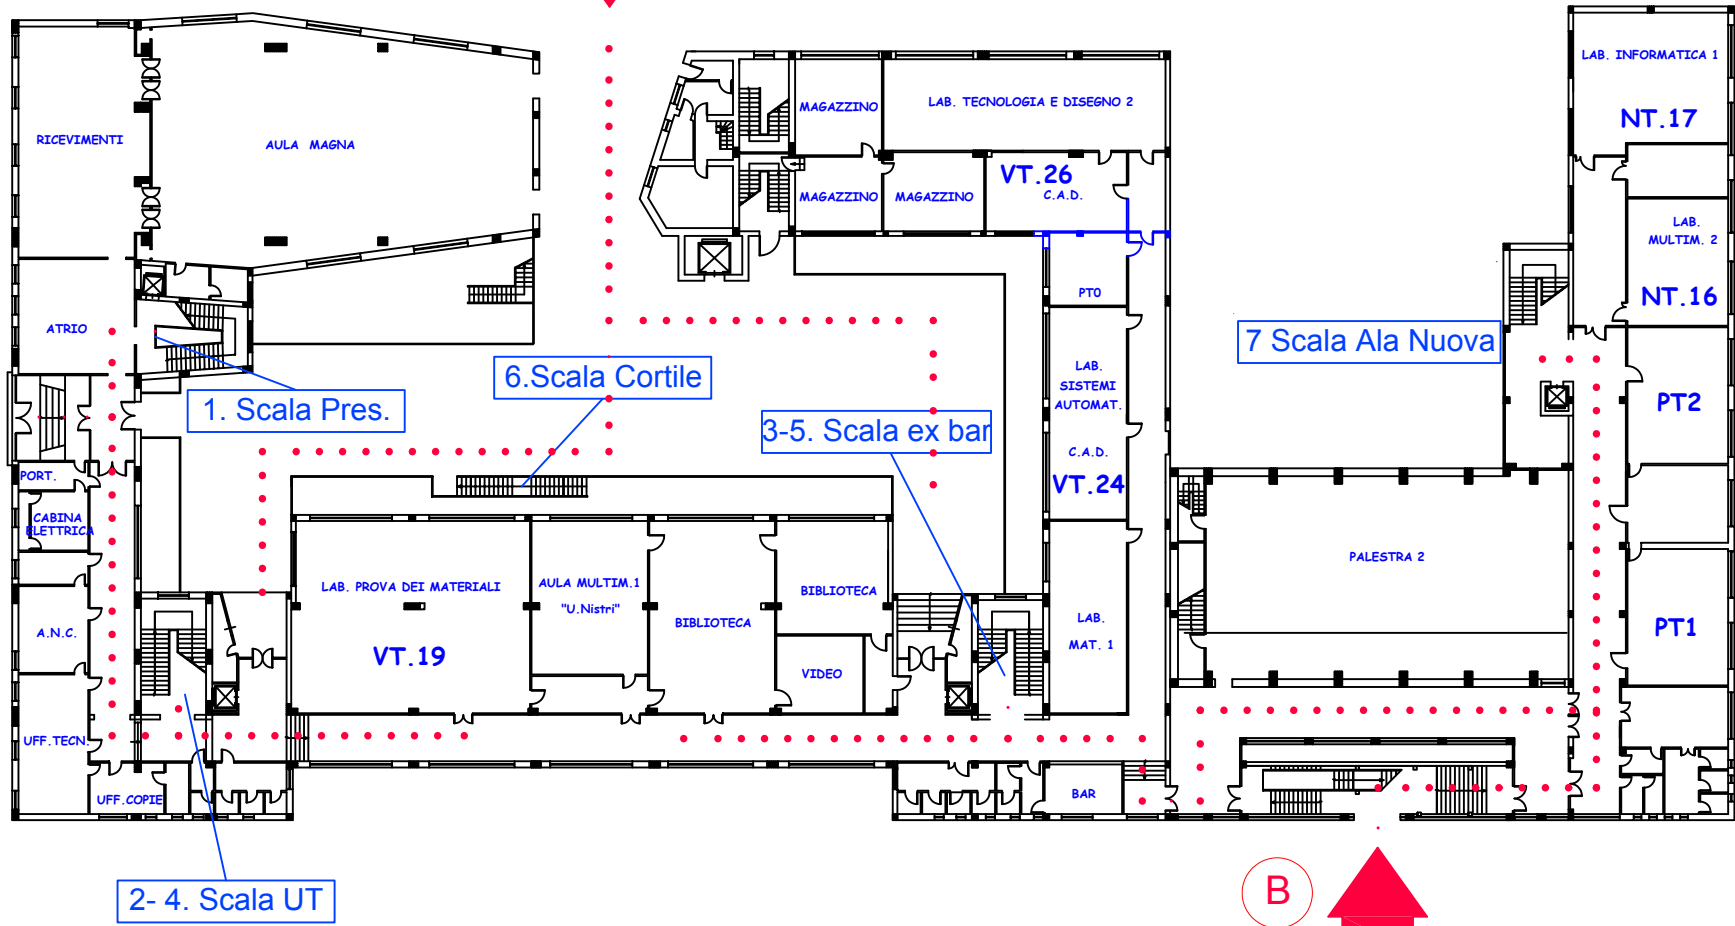 RICEVIMENTI
AULA MAGNA
ATRIO
1. Scala Pres.
6.Scala Cortile
3-5. Scala ex bar
7 Scala Ala Nuova
MAGAZZINO
LAB. TECNOLOGIA E DISEGNO 2
MAGAZZINO
MAGAZZINO
VT.26
C.A.D.
PT0
LAB.
SISTEMI
AUTOMAT.
C.A.D.
VT.24
LAB.
MAT. 1
LAB. INFORMATICA 1
NT.17
LAB.
MULTIM. 2
NT.16
PT2
PT1
PALESTRA 2
PORT.
CABINA
ELETTRICA
A.N.C.
UFF.TECN.
UFF.COPIE
LAB. PROVA DEI MATERIALI
VT.19
AULA MULTIM.1
"U.Nistri"
BIBLIOTECA
BIBLIOTECA
VIDEO
BAR
2- 4. Scala UT
B